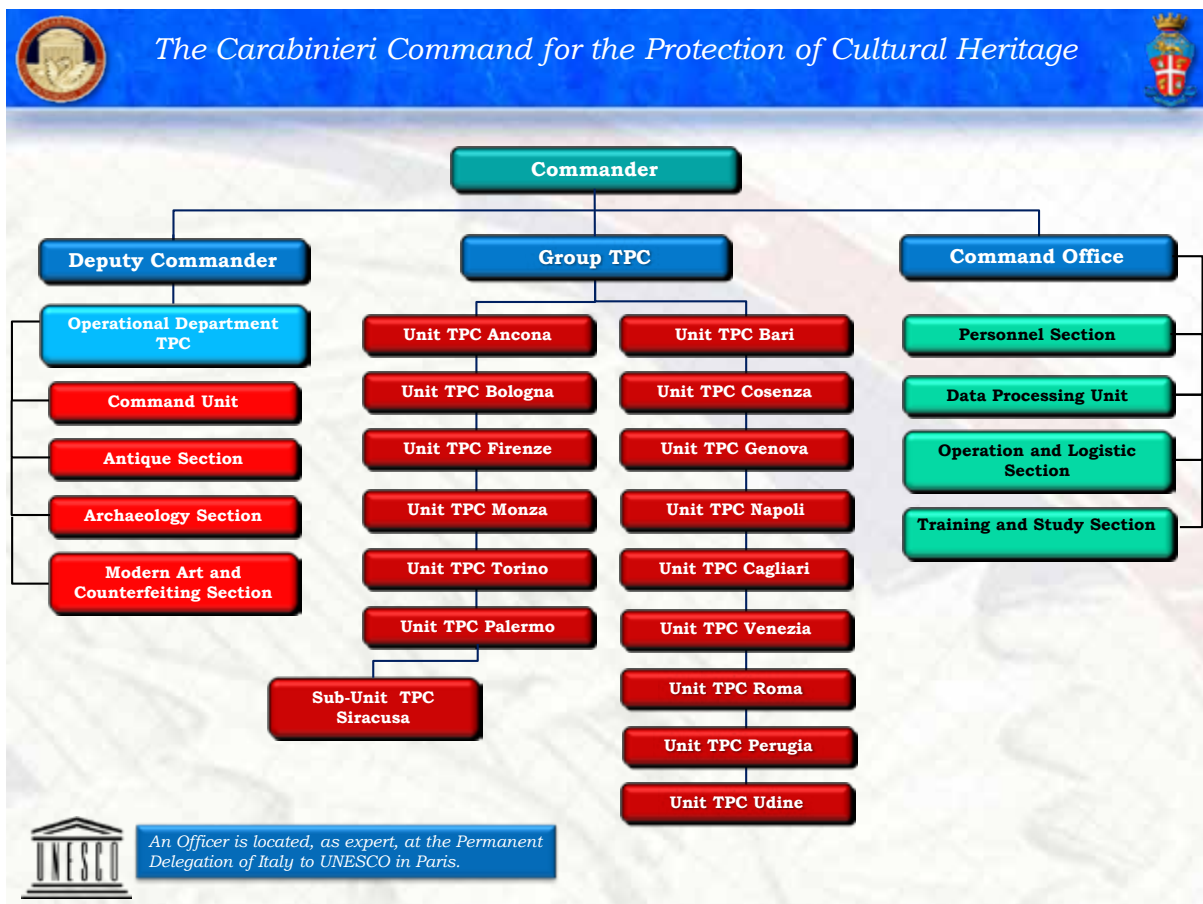 The Carabinieri Command for the Protection of Cultural Heritage
Commander
Deputy Commander
Group TPC
Command Office
Operational Department
TPC
Command Unit
Antique Section
Archaeology Section
Modern Art and
Counterfeiting Section
Unit TPC Ancona
Unit TPC Bologna
Unit TPC Firenze
Unit TPC Monza
Unit TPC Torino
Unit TPC Palermo
Sub-Unit TPC
Siracusa
Unit TPC Bari
Unit TPC Cosenza
Unit TPC Genova
Unit TPC Napoli
Unit TPC Cagliari
Unit TPC Venezia
Unit TPC Roma
Unit TPC Perugia
Unit TPC Udine
Personnel Section
Data Processing Unit
Operation and Logistic
Section
Training and Study Section
UNESCO
An Officer is located, as expert, at the Permanent
Delegation of Italy to UNESCO in Paris.